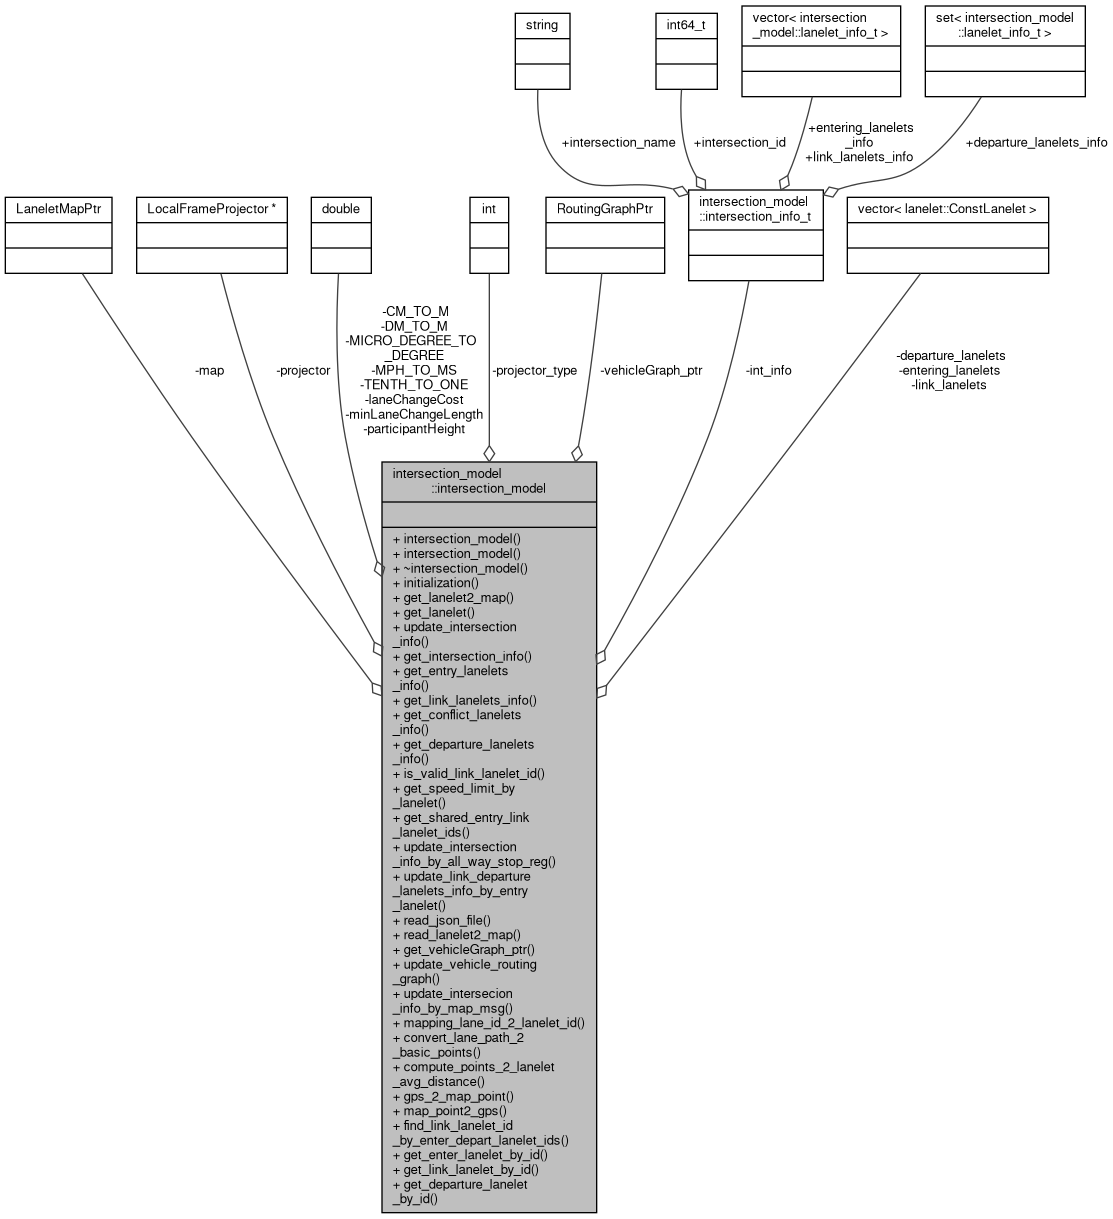 string
int64_t
vector< intersection
_model::lanelet_info_t >
set< intersection_model
::lanelet_info_t >
+intersection_name
+intersection_id
+entering_lanelets
_info
+link_lanelets_info
+departure_lanelets_info
LaneletMapPtr
LocalFrameProjector *
double
int
RoutingGraphPtr
intersection_model
::intersection_info_t
vector< lanelet::ConstLanelet >
-map
-projector
-CM_TO_M
-DM_TO_M
-MICRO_DEGREE_TO
_DEGREE
-MPH_TO_MS
-TENTH_TO_ONE
-laneChangeCost
-minLaneChangeLength
-participantHeight
-projector_type
-vehicleGraph_ptr
-int_info
-departure_lanelets
-entering_lanelets
-link_lanelets
intersection_model
::intersection_model
+ intersection_model()
+ intersection_model()
+ ~intersection_model()
+ initialization()
+ get_lanelet2_map()
+ get_lanelet()
+ update_intersection
_info()
+ get_intersection_info()
+ get_entry_lanelets
_info()
+ get_link_lanelets_info()
+ get_conflict_lanelets
_info()
+ get_departure_lanelets
_info()
+ is_valid_link_lanelet_id()
+ get_speed_limit_by
_lanelet()
+ get_shared_entry_link
_lanelet_ids()
+ update_intersection
_info_by_all_way_stop_reg()
+ update_link_departure
_lanelets_info_by_entry
_lanelet()
+ read_json_file()
+ read_lanelet2_map()
+ get_vehicleGraph_ptr()
+ update_vehicle_routing
_graph()
+ update_intersecion
_info_by_map_msg()
+ mapping_lane_id_2_lanelet_id()
+ convert_lane_path_2
_basic_points()
+ compute_points_2_lanelet
_avg_distance()
+ gps_2_map_point()
+ map_point2_gps()
+ find_link_lanelet_id
_by_enter_depart_lanelet_ids()
+ get_enter_lanelet_by_id()
+ get_link_lanelet_by_id()
+ get_departure_lanelet
_by_id()